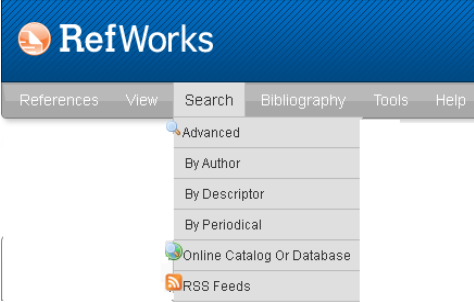 RefWorks
References View Search Bibliography Tools Help
Advanced
By Author
By Descriptor
By Periodical
Online Catalog Or Database
RSS Feeds